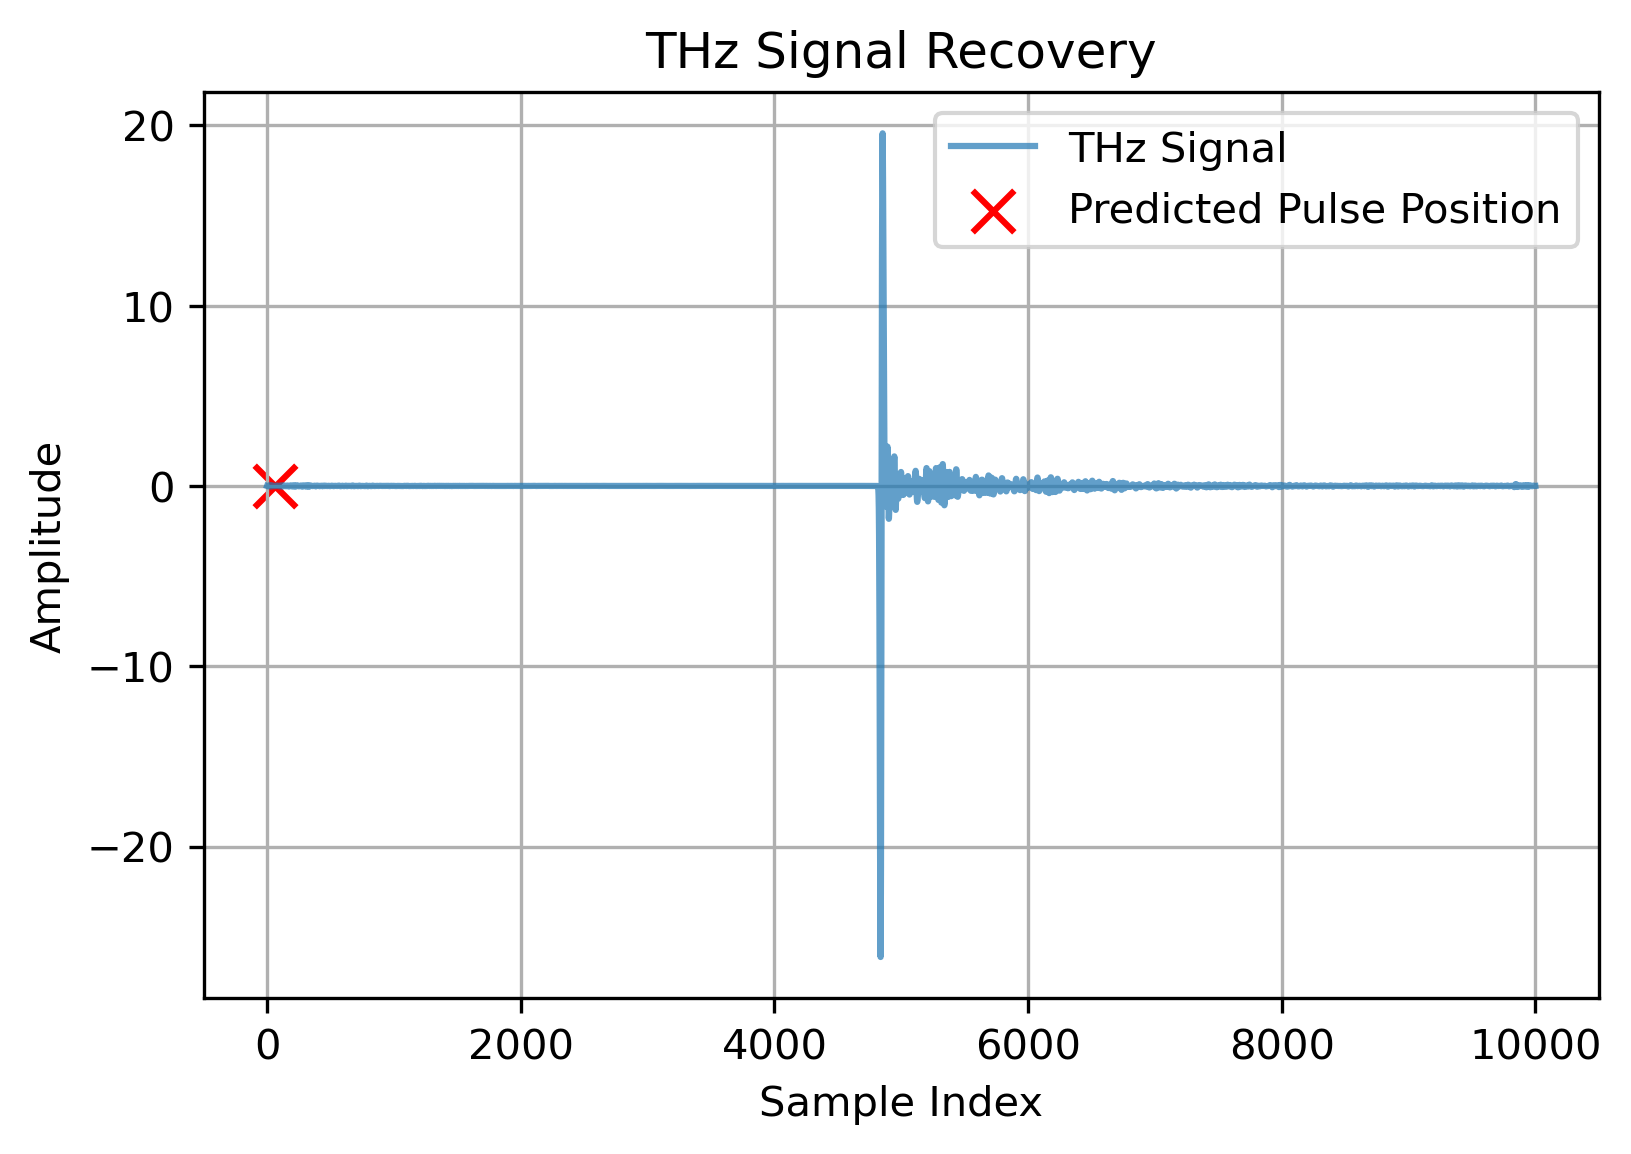 THz Signal Recovery
THz Signal
Predicted Pulse Position
20
10
0
−10
−20
Amplitude
0 2000 4000 6000 8000 10000
Sample Index